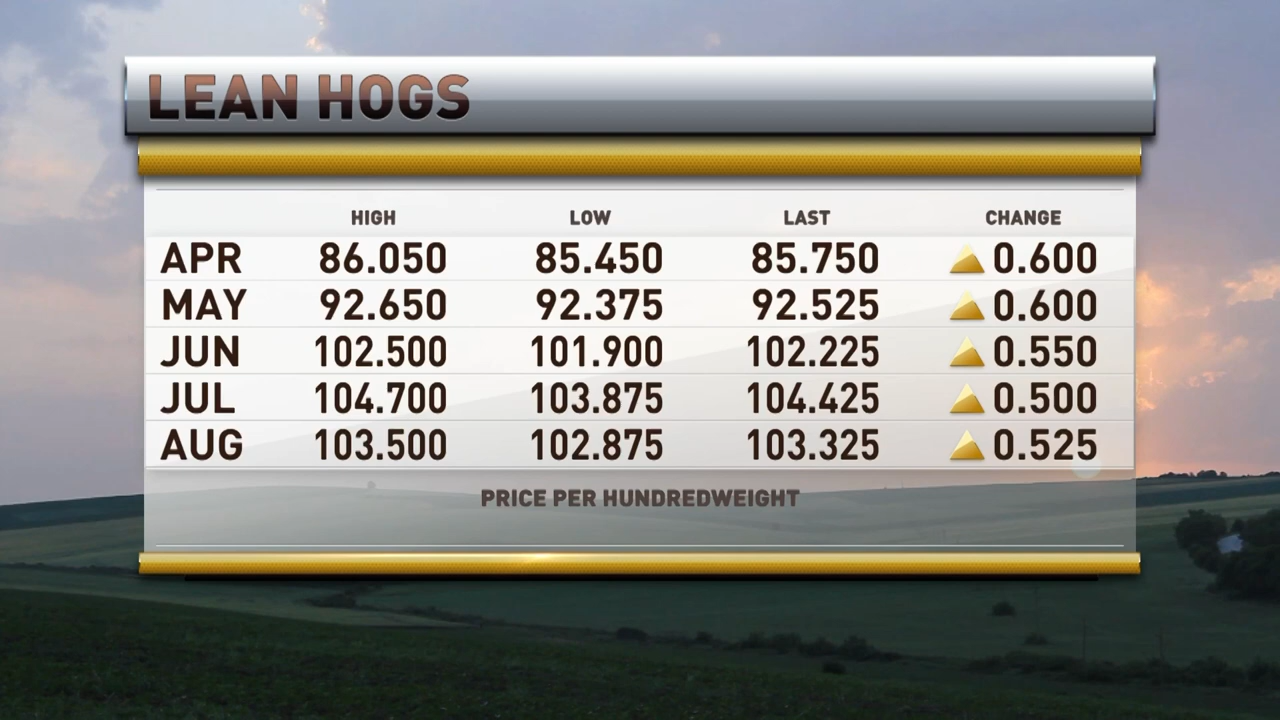 LEAN HOGS
HIGH LOW LAST CHANGE
APR 86.050 85.450 85.750 0.600
MAY 92.650 92.375 92.525 0.600
JUN 102.500 101.900 102.225 0.550
JUL 104.700 103.875 104.425 0.500
AUG 103.500 102.875 103.325 0.525
PRICE PER HUNDREDWEIGHT